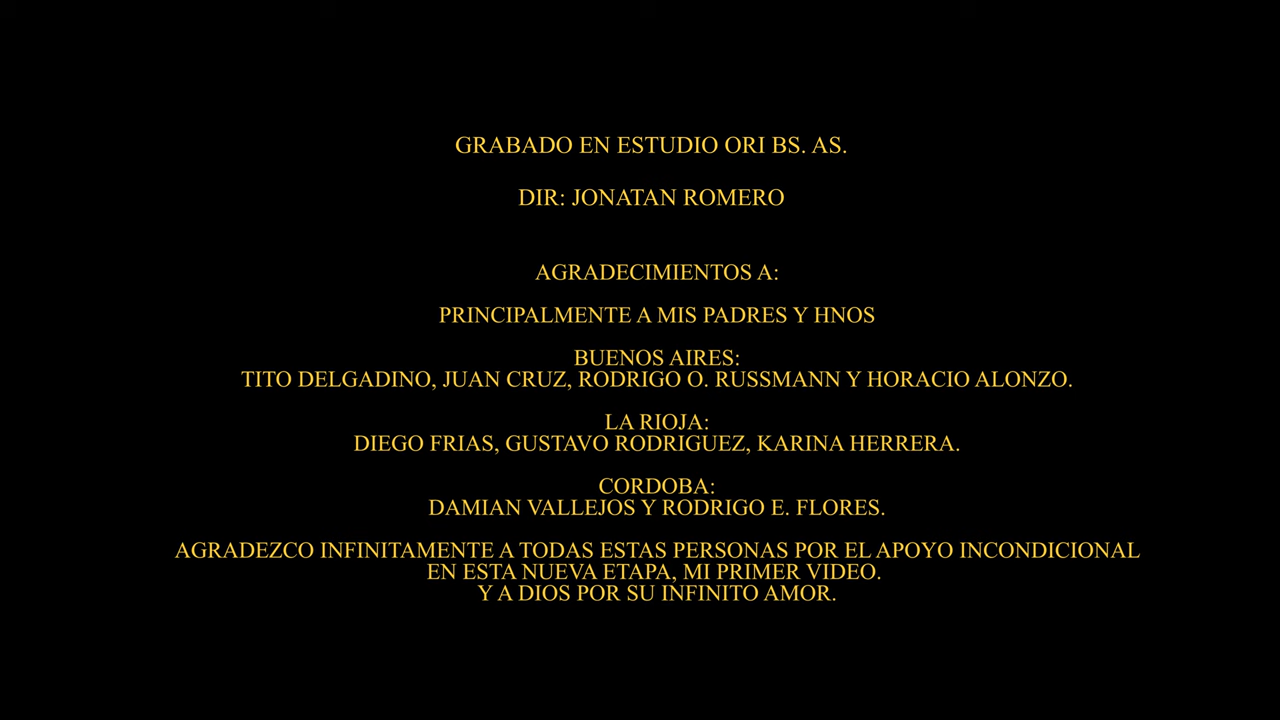 GRABADO EN ESTUDIO ORI BS. AS.
DIR: JONATAN ROMERO
AGRADECIMIENTOS A:
PRINCIPALMENTE A MIS PADRES Y HNOS
BUENOS AIRES:
TITO DELGADINO, JUAN CRUZ, RODRIGO O. RUSSMANN Y HORACIO ALONZO.
LA RIOJA:
DIEGO FRIAS, GUSTAVO RODRIGUEZ, KARINA HERRERA.
CORDOBA:
DAMIAN VALLEJOS Y RODRIGO E. FLORES.
AGRADEZCO INFINITAMENTE A TODAS ESTAS PERSONAS POR EL APOYO INCONDICIONAL
EN ESTA NUEVA ETAPA, MI PRIMER VIDEO.
Y A DIOS POR SU INFINITO AMOR.